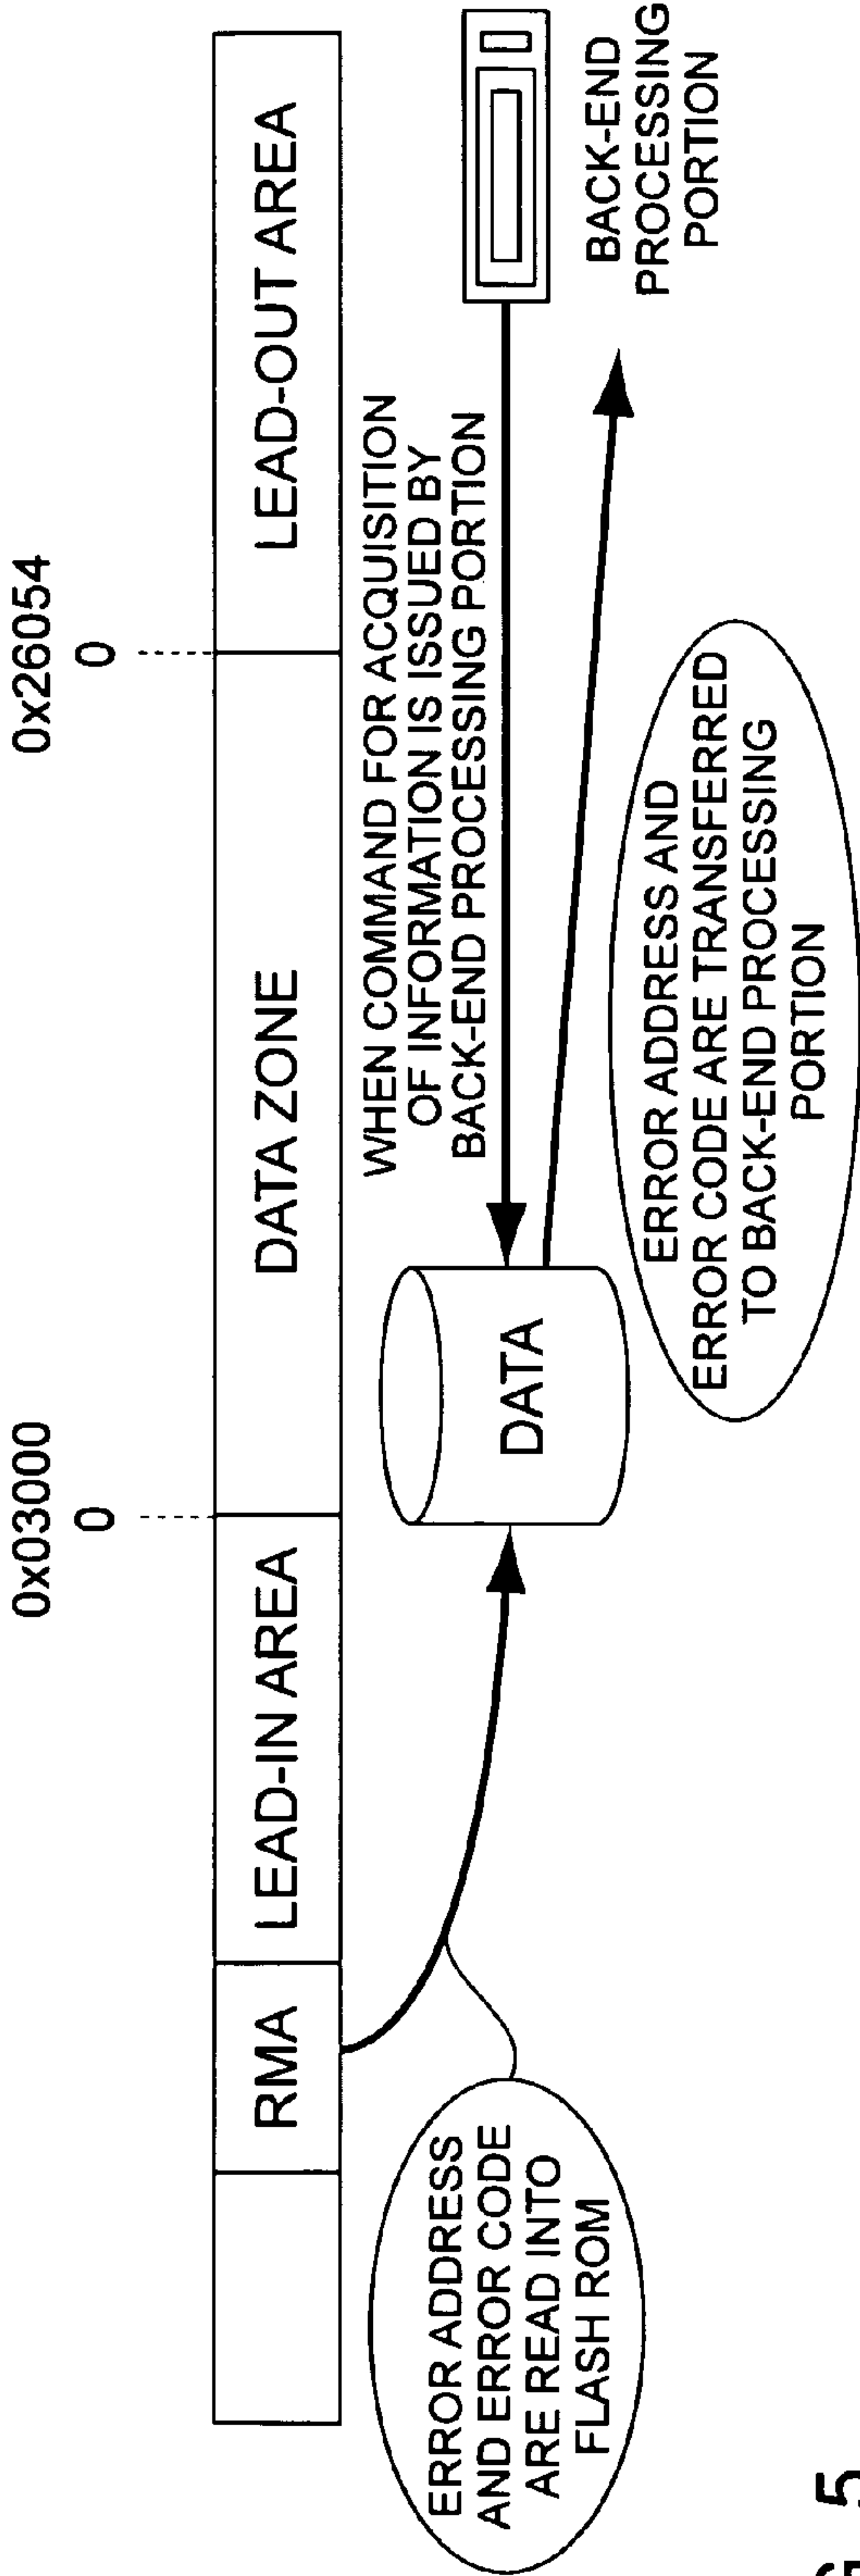 0x03000
0
0x26054
0
RMA
LEAD-IN AREA
DATA ZONE
LEAD-OUT AREA
ERROR ADDRESS
AND ERROR CODE
ARE READ INTO
FLASH ROM
DATA
WHEN COMMAND FOR ACQUISITION
OF INFORMATION IS ISSUED BY
BACK-END PROCESSING PORTION
BACK-END
PROCESSING
PORTION
ERROR ADDRESS AND
ERROR CODE ARE TRANSFERRED
TO BACK-END PROCESSING
PORTION
5